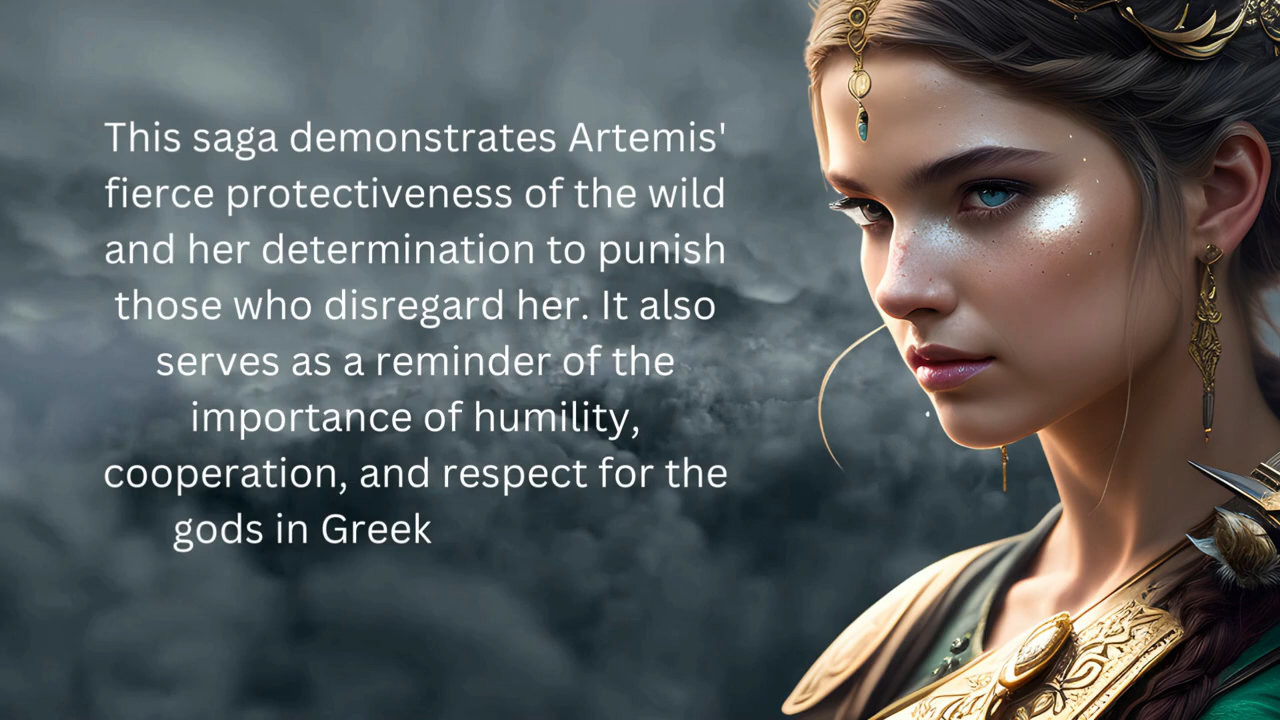 This saga demonstrates Artemis'
fierce protectiveness of the wild
and her determination to punish
those who disregard her. It also
serves as a reminder of the
importance of humility,
cooperation, and respect for the
gods in Greek